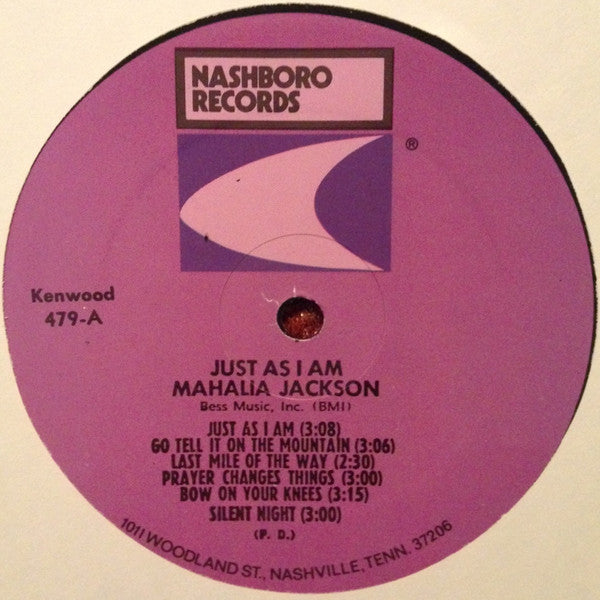 NASHBORO
RECORDS
®
Kenwood
479-A
JUST AS I AM
MAHALIA JACKSON
Bess Music, Inc. (BMI)
JUST AS I AM (3:08)
GO TELL IT ON THE MOUNTAIN (3:06)
LAST MILE OF THE WAY (2:30)
PRAYER CHANGES THINGS (3:00)
BOW ON YOUR KNEES (3:15)
SILENT NIGHT (3:00)
(P. D.)
1011 WOODLAND ST., NASHVILLE, TENN. 37206